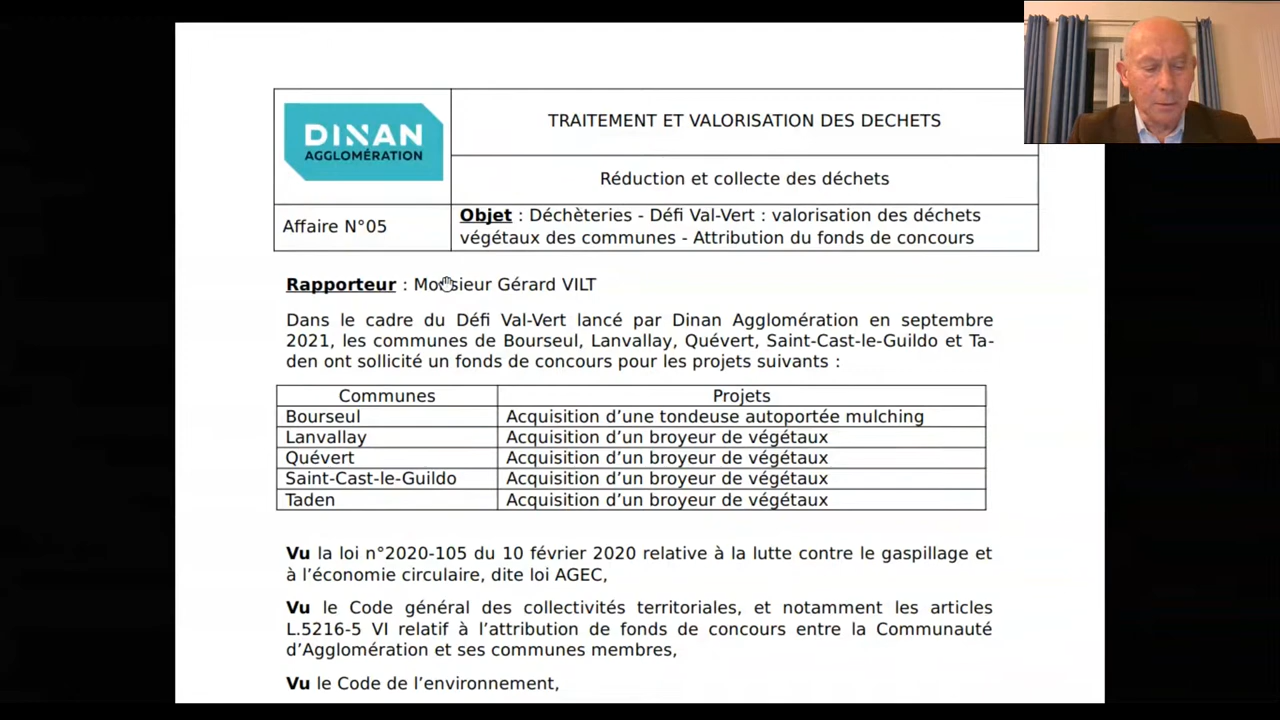 DINAN
AGGLOMÉRATION
TRAITEMENT ET VALORISATION DES DECHETS
Réduction et collecte des déchets
Affaire N°05
Objet : Déchèteries - Défi Val-Vert : valorisation des déchets
végétaux des communes - Attribution du fonds de concours
Rapporteur : Monsieur Gérard VILT
Dans le cadre du Défi Val-Vert lancé par Dinan Agglomération en septembre
2021, les communes de Bourseul, Lanvallay, Quévert, Saint-Cast-le-Guildo et Ta-
den ont sollicité un fonds de concours pour les projets suivants :
Communes Projets
Bourseul Acquisition d’une tondeuse autoportée mulching
Lanvallay Acquisition d’un broyeur de végétaux
Quévert Acquisition d’un broyeur de végétaux
Saint-Cast-le-Guildo Acquisition d’un broyeur de végétaux
Taden Acquisition d’un broyeur de végétaux
Vu la loi n°2020-105 du 10 février 2020 relative à la lutte contre le gaspillage et
à l’économie circulaire, dite loi AGEC,
Vu le Code général des collectivités territoriales, et notamment les articles
L.5216-5 VI relatif à l’attribution de fonds de concours entre la Communauté
d’Agglomération et ses communes membres,
Vu le Code de l’environnement,